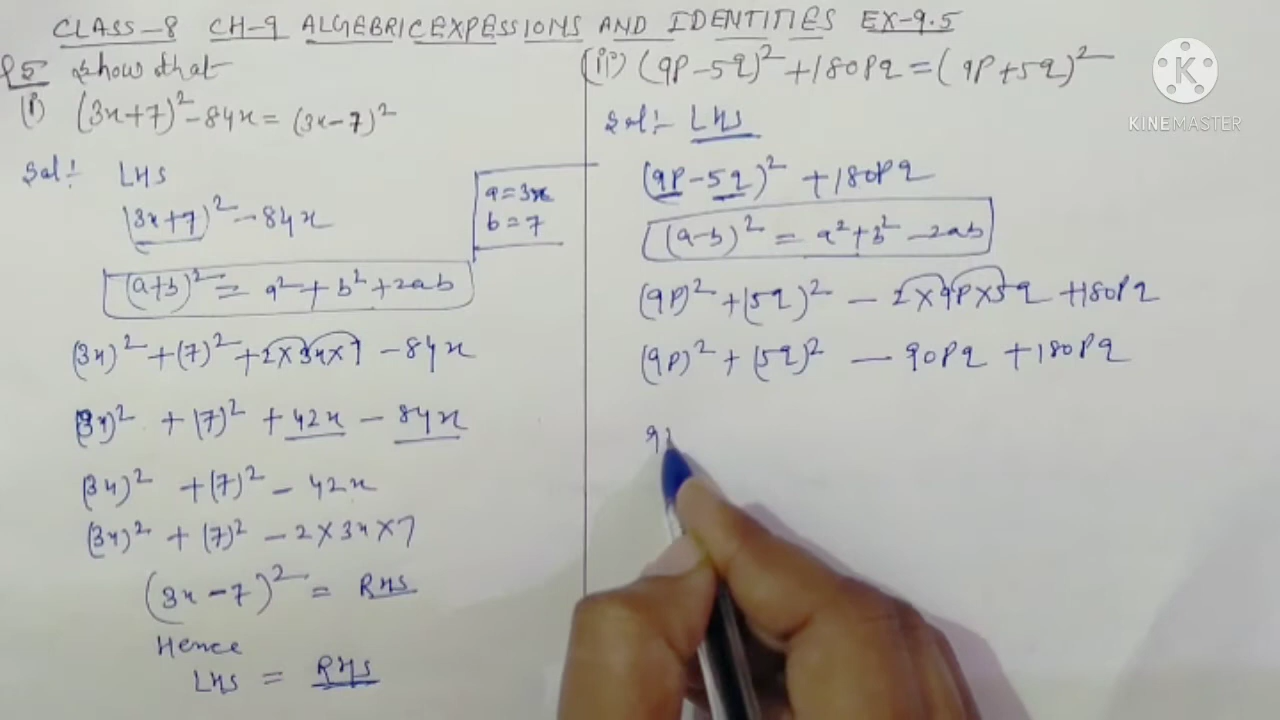 CLASS-8 CH-9 ALGEBRIC EXPESSIONS AND IDENTITIES EX-9.5
Q5 Show that
(i) (3x+7)² - 84x = (3x-7)²
Sol:- LHS
(3x+7)² - 84x
a = 3x
b = 7
(a+b)² = a² + b² + 2ab
(3x)² + (7)² + 2×3x×7 - 84x
(3x)² + (7)² + 42x - 84x
(3x)² + (7)² - 42x
(3x)² + (7)² - 2×3x×7
(3x-7)² = RHS
Hence
LHS = RHS
(ii) (9P-5q)² + 180Pq = (9P+5q)²
Sol:- LHS
(9P-5q)² + 180Pq
(a-b)² = a² + b² - 2ab
(9P)² + (5q)² - 2×9P×5q + 180Pq
(9P)² + (5q)² - 90Pq + 180Pq
K
KINEMASTER